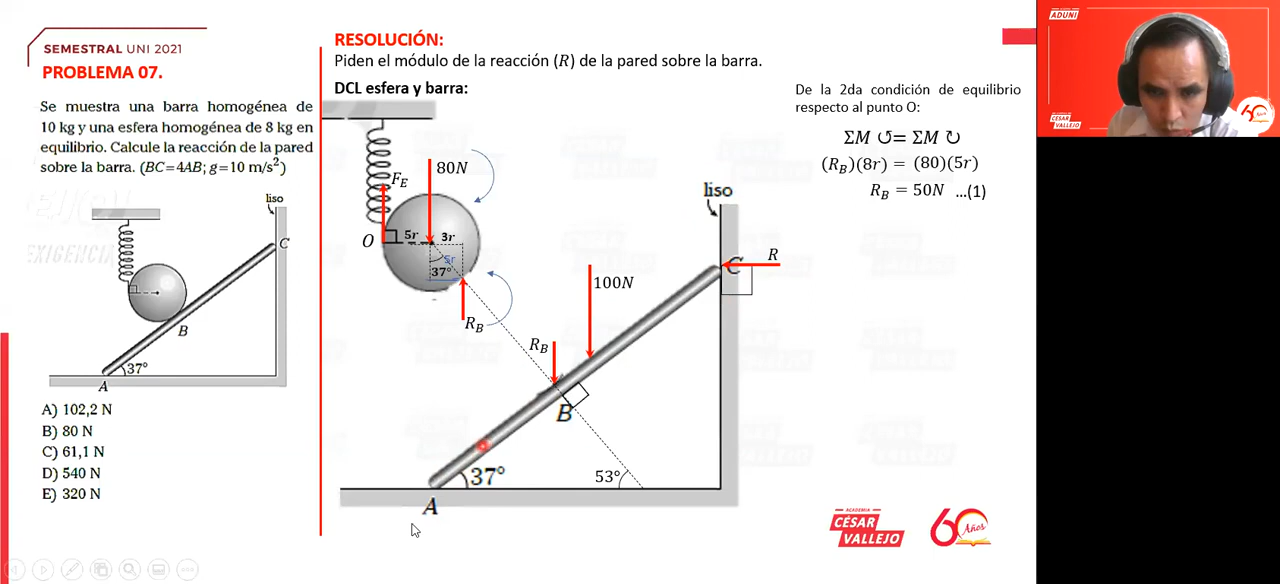 SEMESTRAL UNI 2021
PROBLEMA 07.
Se muestra una barra homogénea de
10 kg y una esfera homogénea de 8 kg en
equilibrio. Calcule la reacción de la pared
sobre la barra. (BC=4AB; g=10 m/s²)
liso
C
B
37°
A
A) 102,2 N
B) 80 N
C) 61,1 N
D) 540 N
E) 320 N
RESOLUCIÓN:
Piden el módulo de la reacción (R) de la pared sobre la barra.
DCL esfera y barra:
80N
F_E
liso
O
5r
3r
5r
37°
R
C
100N
R_B
R_B
B
37°
53°
A
De la 2da condición de equilibrio
respecto al punto O:
ΣM ↺= ΣM ↻
(R_B)(8r) = (80)(5r)
R_B = 50N ...(1)
ACADEMIA
CÉSAR
VALLEJO
60 Años
ADUNI
CÉSAR
VALLEJO
60